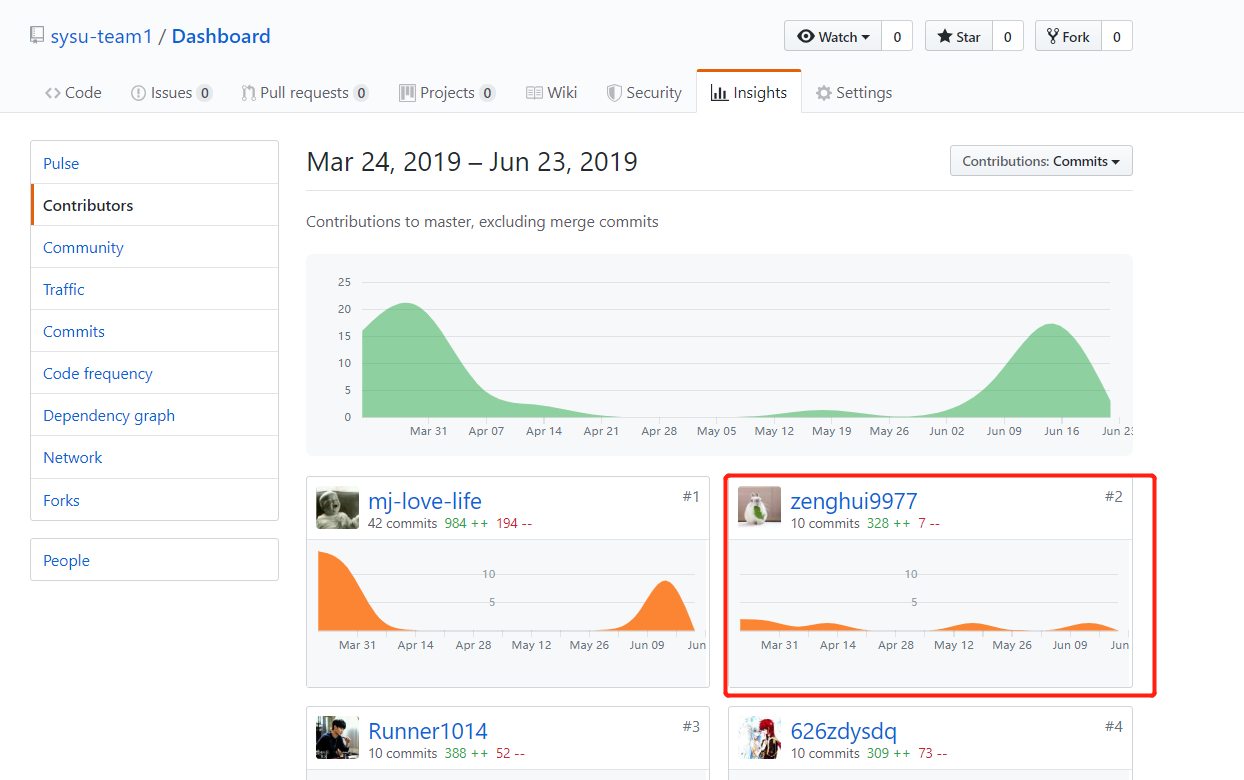 sysu-team1 / Dashboard
Watch 0 Star 0 Fork 0
Code Issues 0 Pull requests 0 Projects 0 Wiki Security Insights Settings
Pulse
Contributors
Community
Traffic
Commits
Code frequency
Dependency graph
Network
Forks
People
Mar 24, 2019 – Jun 23, 2019
Contributions: Commits
Contributions to master, excluding merge commits
25
20
15
10
5
0
Mar 31 Apr 07 Apr 14 Apr 21 Apr 28 May 05 May 12 May 19 May 26 Jun 02 Jun 09 Jun 16 Jun 23
mj-love-life #1
42 commits 984 ++ 194 --
10
5
Mar 31 Apr 14 Apr 28 May 12 May 26 Jun 09 Jun
zenghui9977 #2
10 commits 328 ++ 7 --
10
5
Mar 31 Apr 14 Apr 28 May 12 May 26 Jun 09 Jun
Runner1014 #3
10 commits 388 ++ 52 --
626zdysdq #4
10 commits 309 ++ 73 --